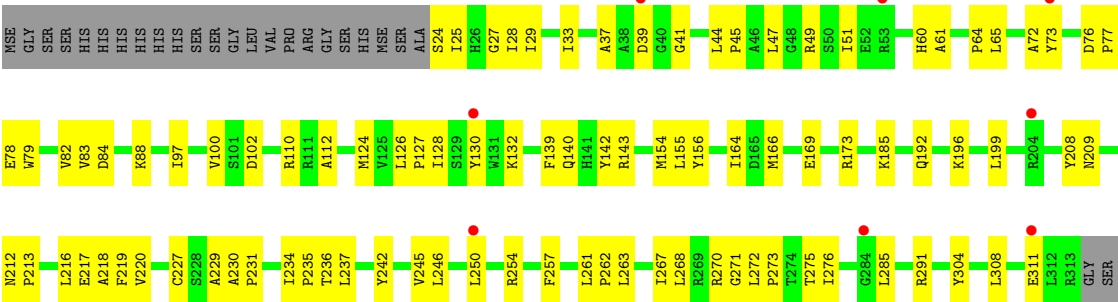 MSE GLY SER SER HIS HIS HIS HIS HIS HIS SER SER GLY LEU VAL PRO ARG GLY SER HIS MSE SER ALA S24 I25 H26 G27 I28 I29 I33 A37 A38 D39 G40 G41 L44 P45 A46 L47 G48 R49 S50 I51 E52 R53 H60 A61 P64 L65 A72 Y73 D76 P77
E78 W79 V82 V83 D84 K88 I97 V100 S101 D102 R110 R111 A112 M124 V125 L126 P127 I128 S129 Y130 W131 K132 F139 Q140 H141 Y142 R143 M154 L155 Y156 I164 D165 M166 E169 R173 K185 Q192 K196 L199 R204 Y208 N209
N212 P213 L216 E217 A218 F219 V220 C227 S228 A229 A230 P231 I234 P235 T236 L237 Y242 V245 L246 L250 R254 F257 L261 P262 L263 I267 L268 R269 R270 G271 L272 P273 T274 T275 I276 G284 L285 R291 Y304 L308 E311 L312 R313 GLY SER